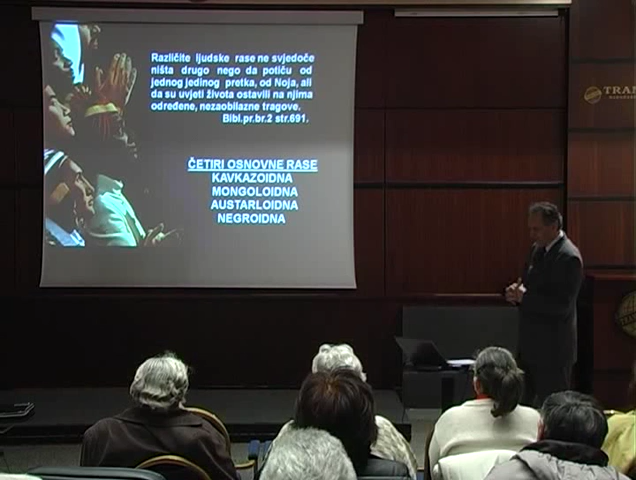 Različite ljudske rase ne svjedoče
ništa drugo nego da potiču od
jednog jedinog pretka, od Noja, ali
da su uvjeti života ostavili na njima
određene, nezaobilazne tragove.
Bibl.pr.br.2 str.691.
ČETIRI OSNOVNE RASE
KAVKAZOIDNA
MONGOLOIDNA
AUSTARLOIDNA
NEGROIDNA
TRAN